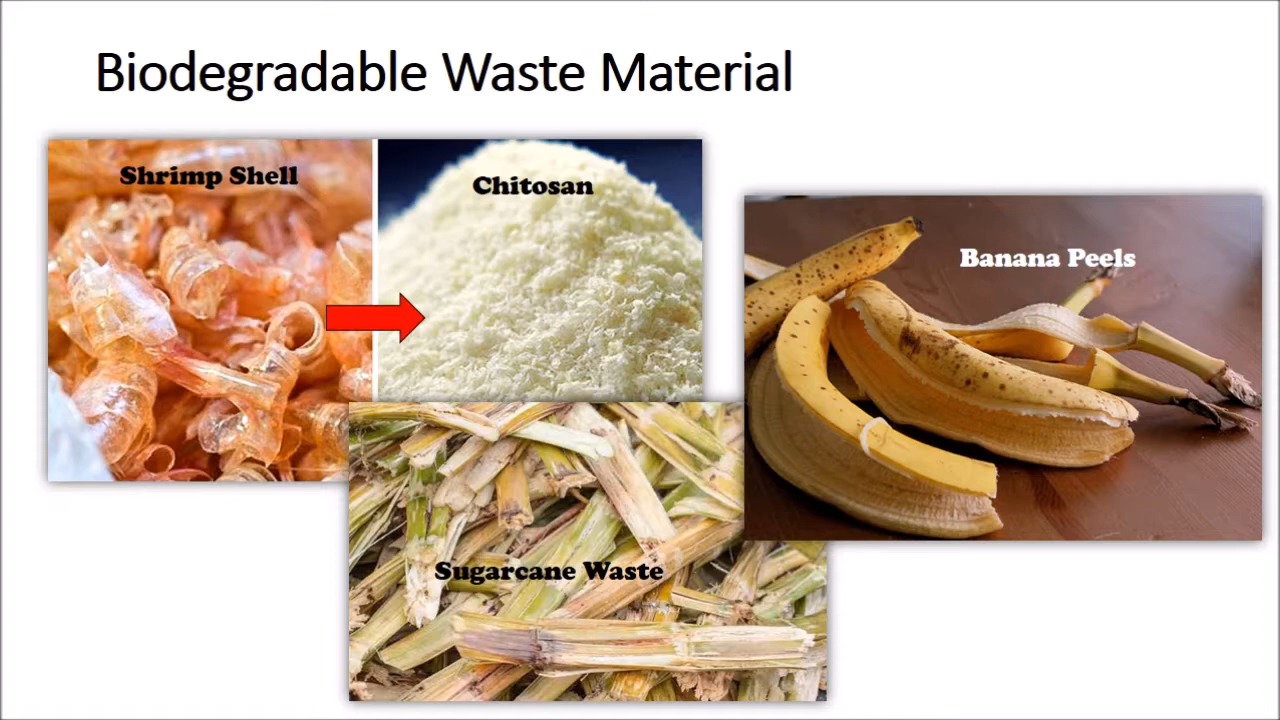 Biodegradable Waste Material
Shrimp Shell
Chitosan
Banana Peels
Sugarcane Waste